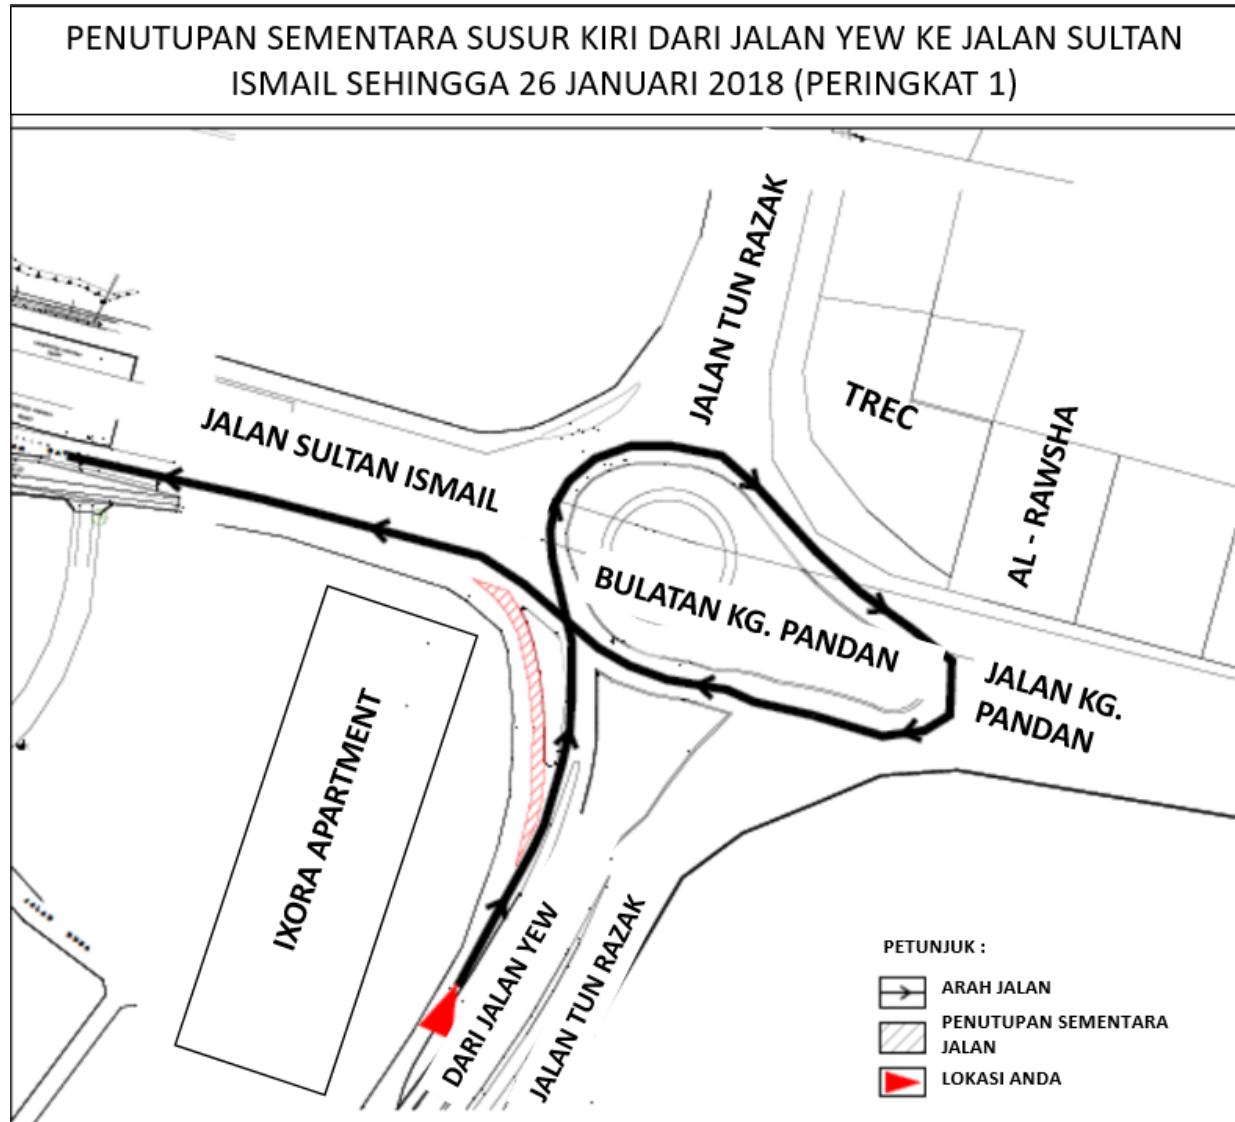 PENUTUPAN SEMENTARA SUSUR KIRI DARI JALAN YEW KE JALAN SULTAN
ISMAIL SEHINGGA 26 JANUARI 2018 (PERINGKAT 1)
JALAN TUN RAZAK
TREC
JALAN SULTAN ISMAIL
AL - RAWSHA
BULATAN KG. PANDAN
JALAN KG.
PANDAN
IXORA APARTMENT
DARI JALAN YEW
JALAN TUN RAZAK
PETUNJUK :
ARAH JALAN
PENUTUPAN SEMENTARA
JALAN
LOKASI ANDA